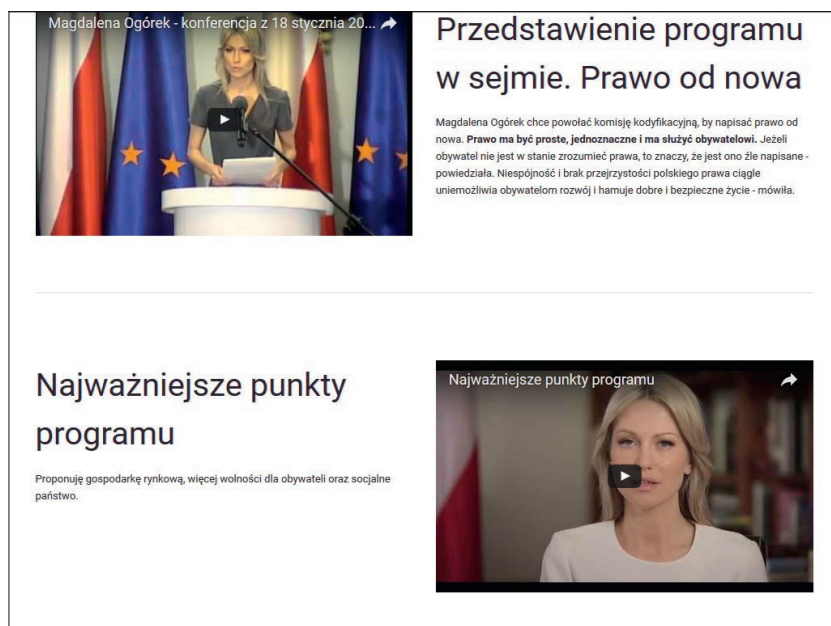 Magdalena Ogórek - konferencja z 18 stycznia 20...
Przedstawienie programu
w sejmie. Prawo od nowa
Magdalena Ogórek chce powołać komisję kodyfikacyjną, by napisać prawo od
nowa. Prawo ma być proste, jednoznaczne i ma służyć obywatelowi. Jeżeli
obywatel nie jest w stanie zrozumieć prawa, to znaczy, że jest ono źle napisane -
powiedziała. Niespójność i brak przejrzystości polskiego prawa ciągle
uniemożliwia obywatelom rozwój i hamuje dobre i bezpieczne życie - mówiła.
Najważniejsze punkty
programu
Proponuję gospodarkę rynkową, więcej wolności dla obywateli oraz socjalne
państwo.
Najważniejsze punkty programu